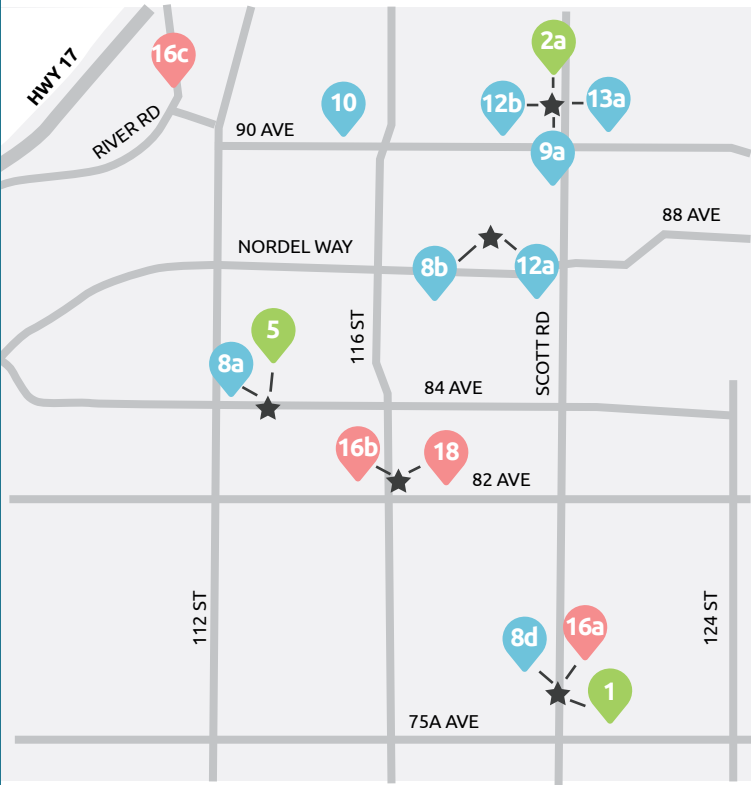 HWY 17
16c
2a
10
12b
13a
RIVER RD
90 AVE
9a
88 AVE
NORDEL WAY
8b
12a
5
116 ST
SCOTT RD
8a
84 AVE
16b
18
82 AVE
112 ST
124 ST
8d
16a
1
75A AVE